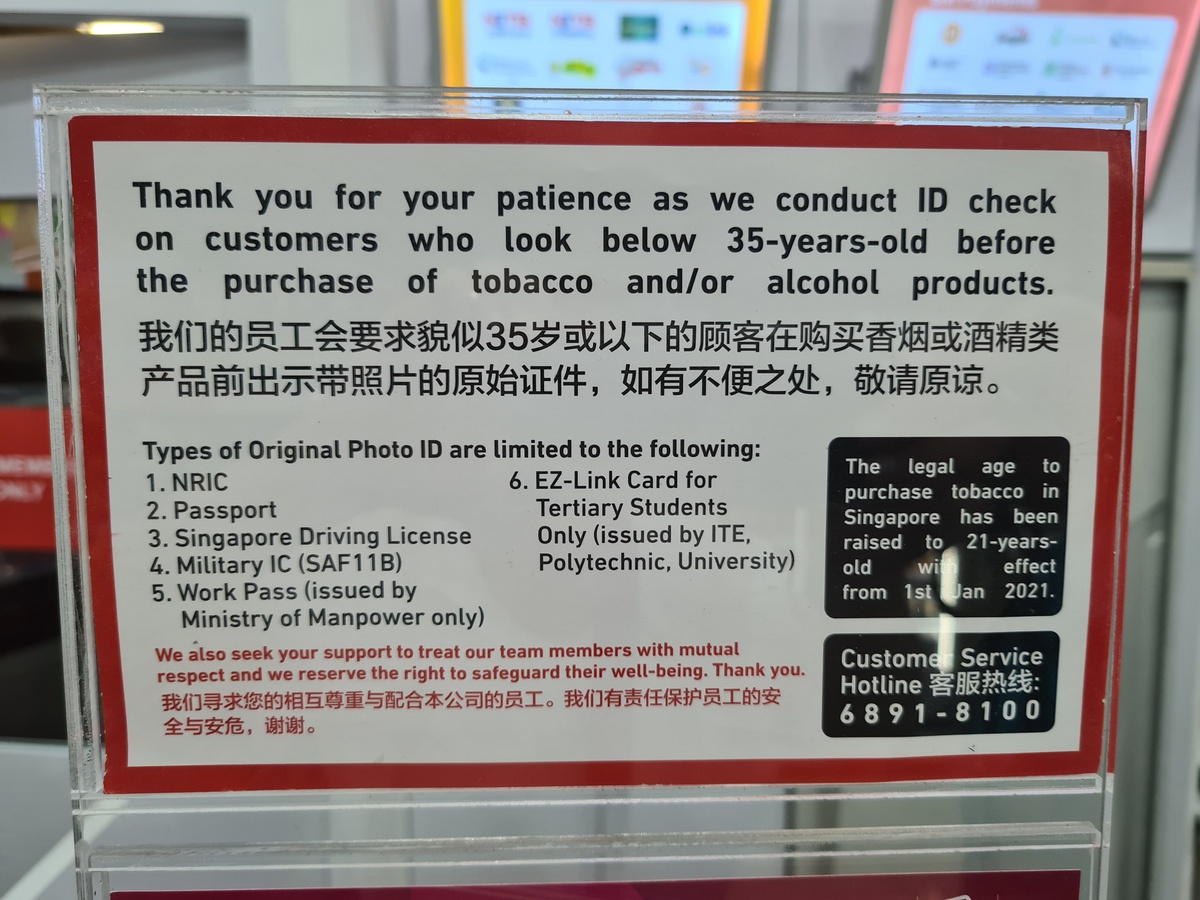 Thank you for your patience as we conduct ID check
on customers who look below 35-years-old before
the purchase of tobacco and/or alcohol products.
我们的员工会要求貌似35岁或以下的顾客在购买香烟或酒精类
产品前出示带照片的原始证件，如有不便之处，敬请原谅。
Types of Original Photo ID are limited to the following:
1. NRIC
2. Passport
3. Singapore Driving License
4. Military IC (SAF11B)
5. Work Pass (issued by
Ministry of Manpower only)
6. EZ-Link Card for
Tertiary Students
Only (issued by ITE,
Polytechnic, University)
The legal age to
purchase tobacco in
Singapore has been
raised to 21-years-
old with effect
from 1st Jan 2021.
We also seek your support to treat our team members with mutual
respect and we reserve the right to safeguard their well-being. Thank you.
我们寻求您的相互尊重与配合本公司的员工。我们有责任保护员工的安
全与安危，谢谢。
Customer Service
Hotline 客服热线:
6891-8100
ONLY